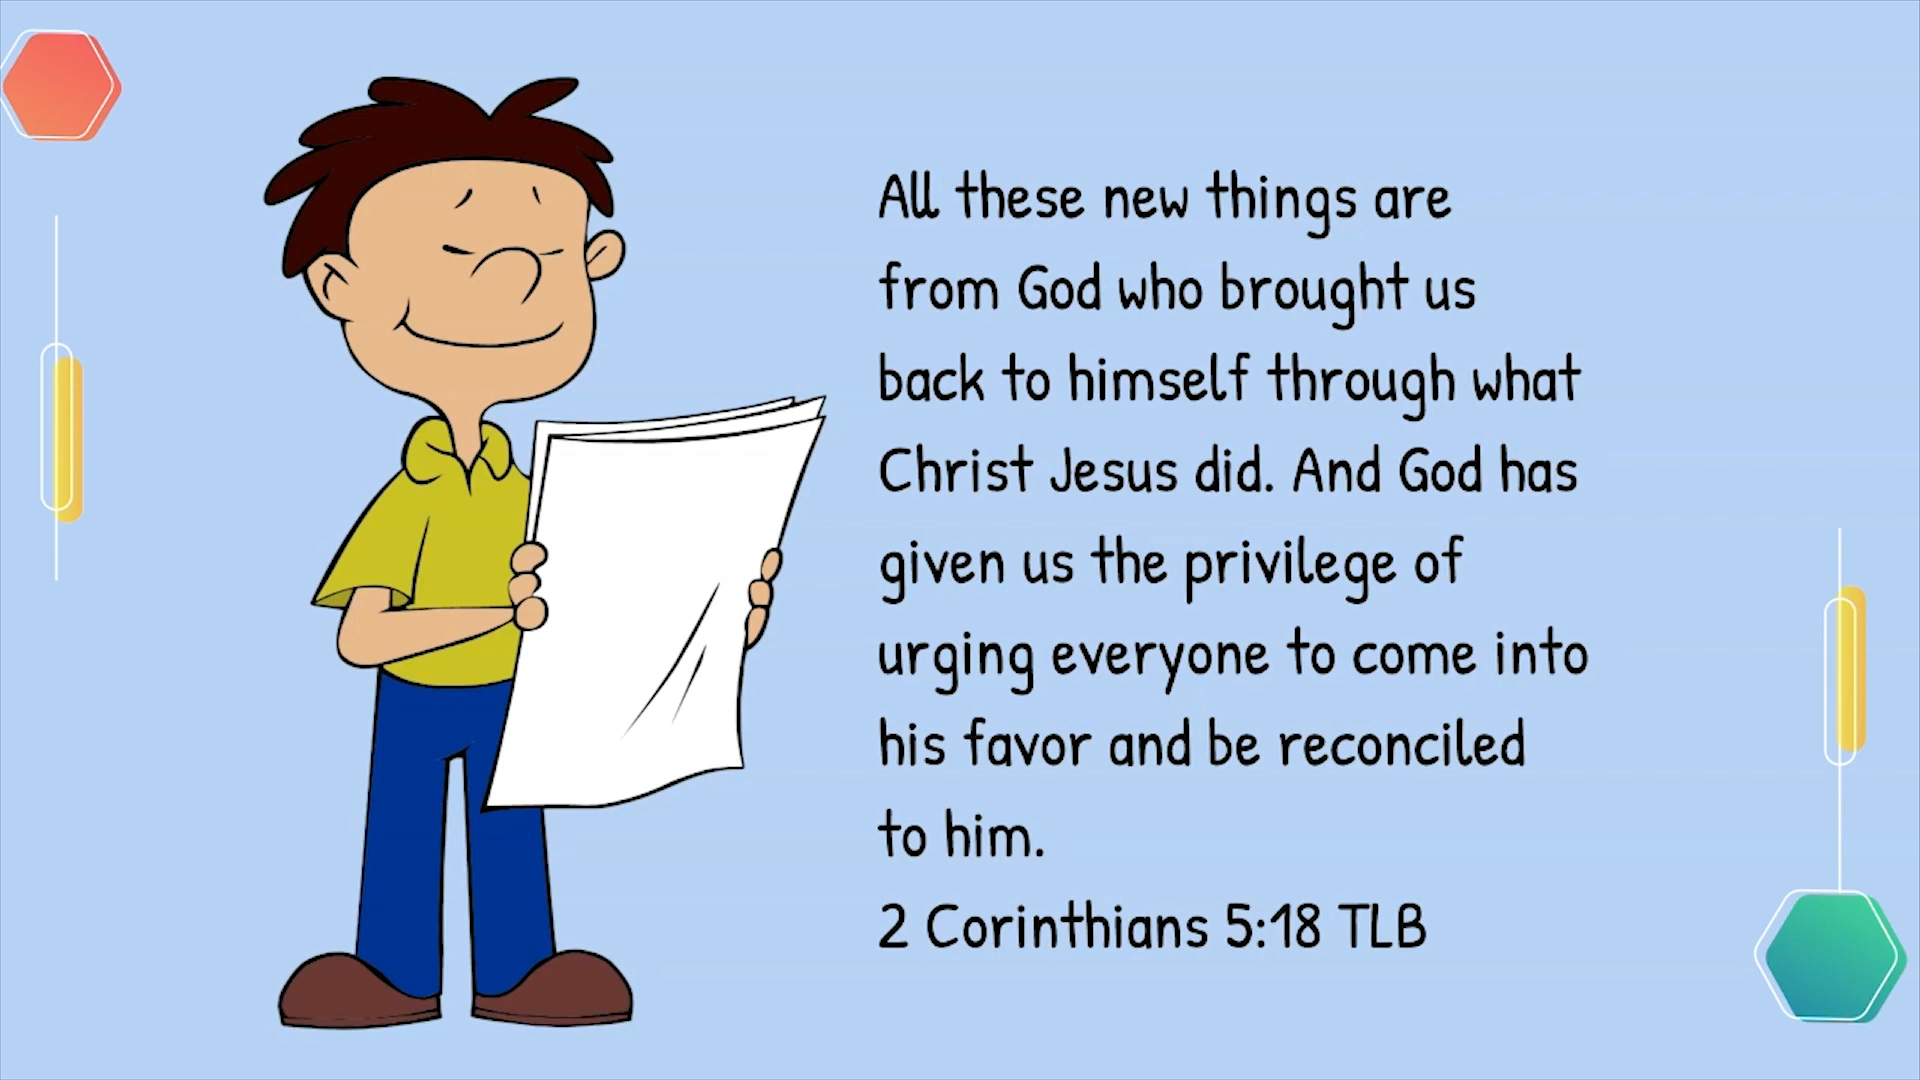 All these new things are
from God who brought us
back to himself through what
Christ Jesus did. And God has
given us the privilege of
urging everyone to come into
his favor and be reconciled
to him.
2 Corinthians 5:18 TLB